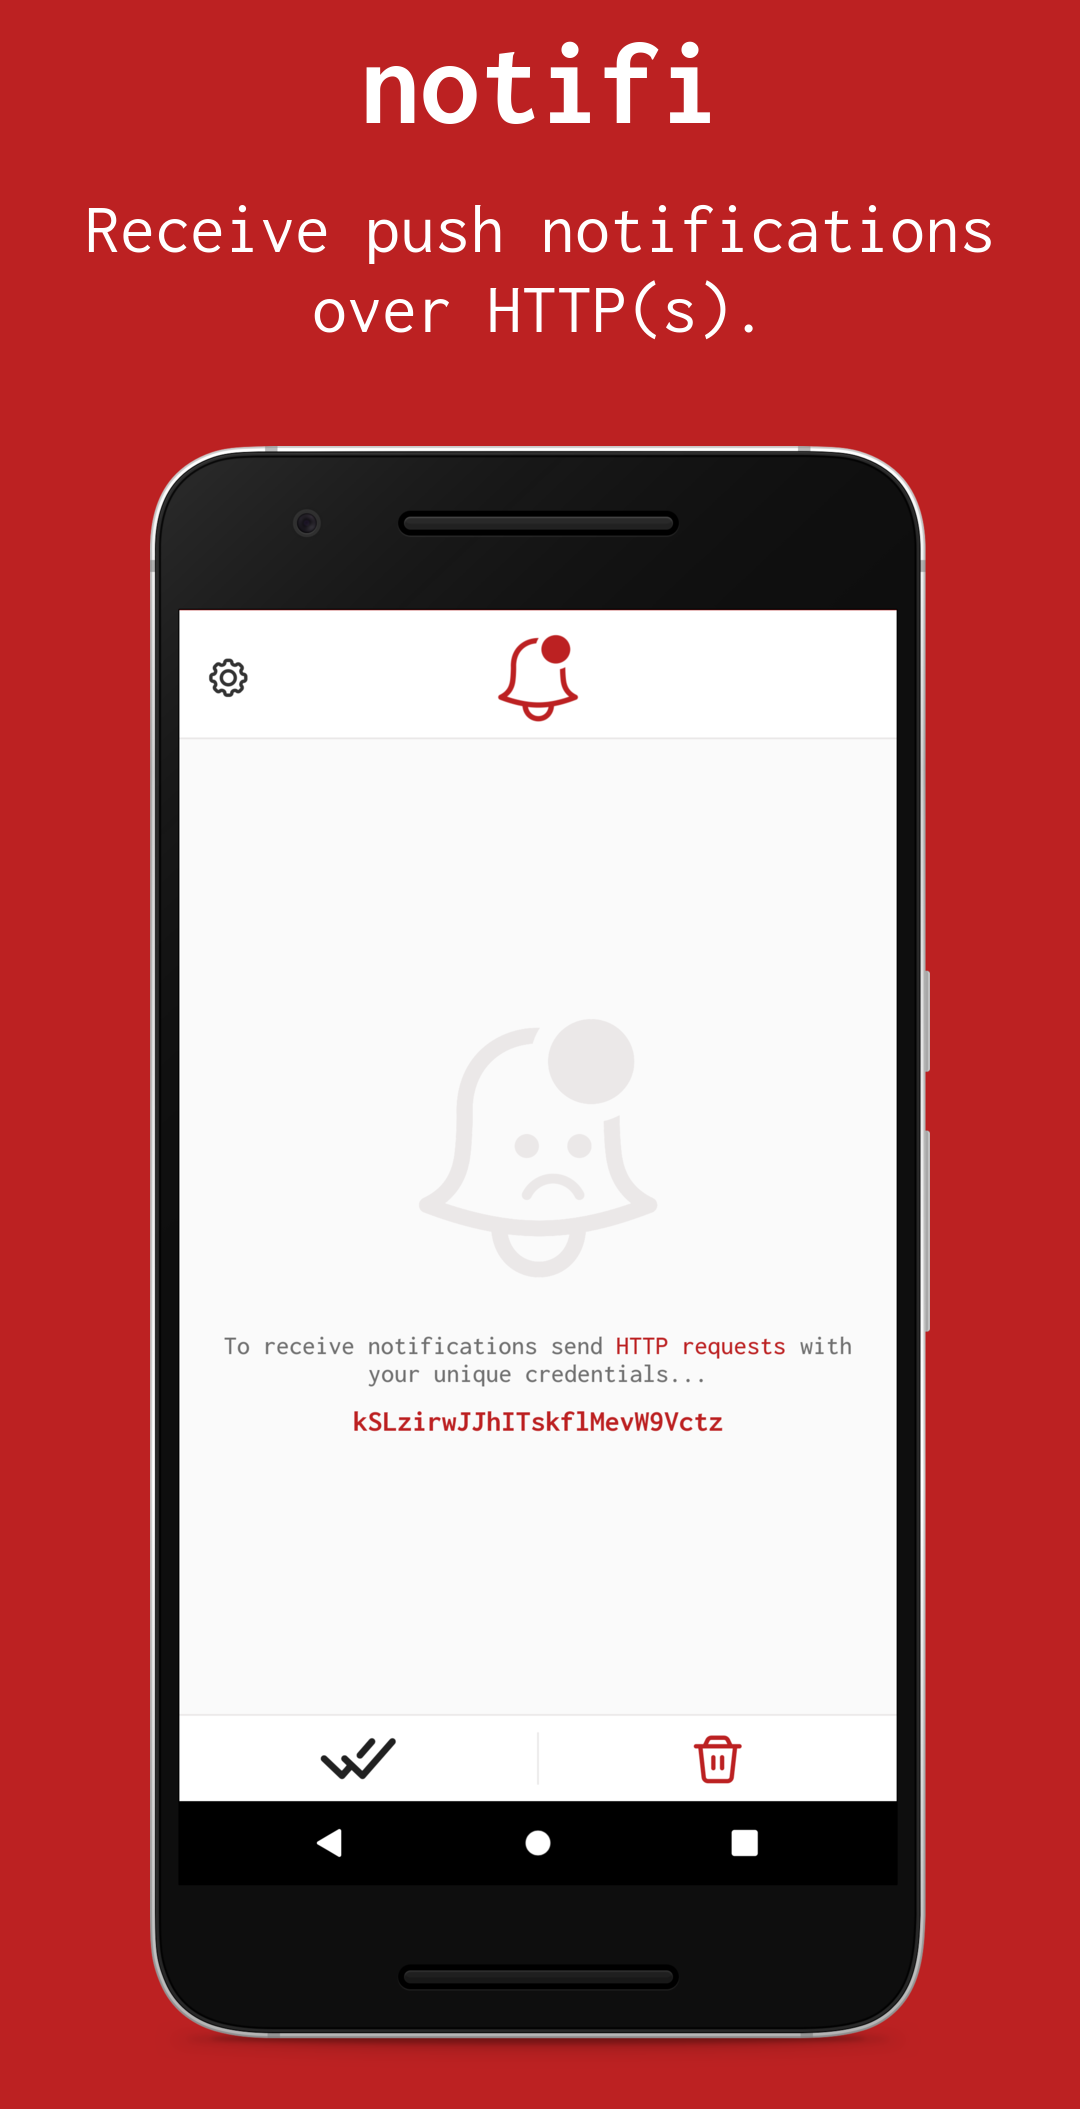 notifi
Receive push notifications
over HTTP(s).
To receive notifications send HTTP requests with
your unique credentials...
kSLzirwJJhITskflMevW9Vctz